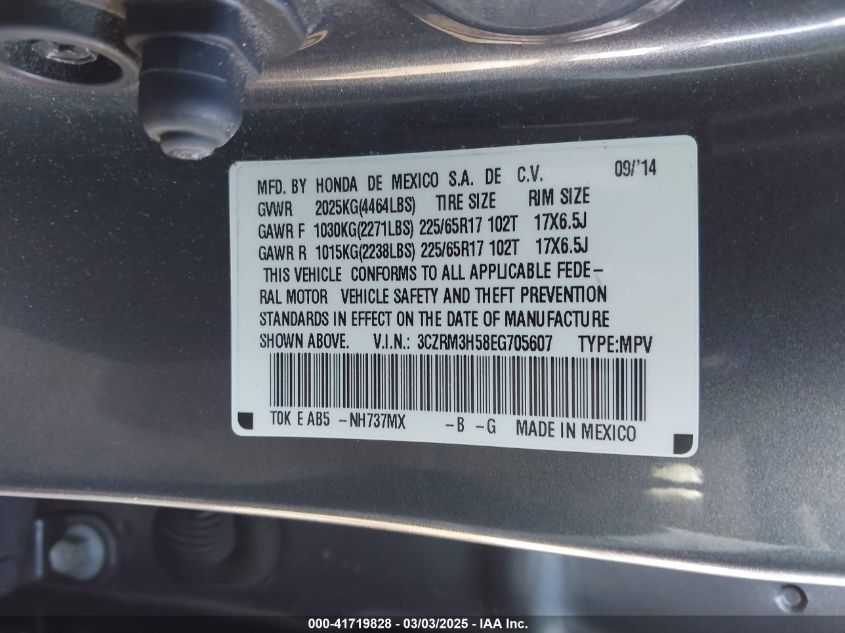 MFD. BY HONDA DE MEXICO S.A. DE C.V. 09/'14
GVWR 2025KG(4464LBS) TIRE SIZE RIM SIZE
GAWR F 1030KG(2271LBS) 225/65R17 102T 17X6.5J
GAWR R 1015KG(2238LBS) 225/65R17 102T 17X6.5J
THIS VEHICLE CONFORMS TO ALL APPLICABLE FEDE-
RAL MOTOR VEHICLE SAFETY AND THEFT PREVENTION
STANDARDS IN EFFECT ON THE DATE OF MANUFACTURE
SHOWN ABOVE. V.I.N.: 3CZRM3H58EG705607 TYPE:MPV
TDK E AB5 -NH737MX -B -G MADE IN MEXICO
000-41719828 - 03/03/2025 - IAA Inc.